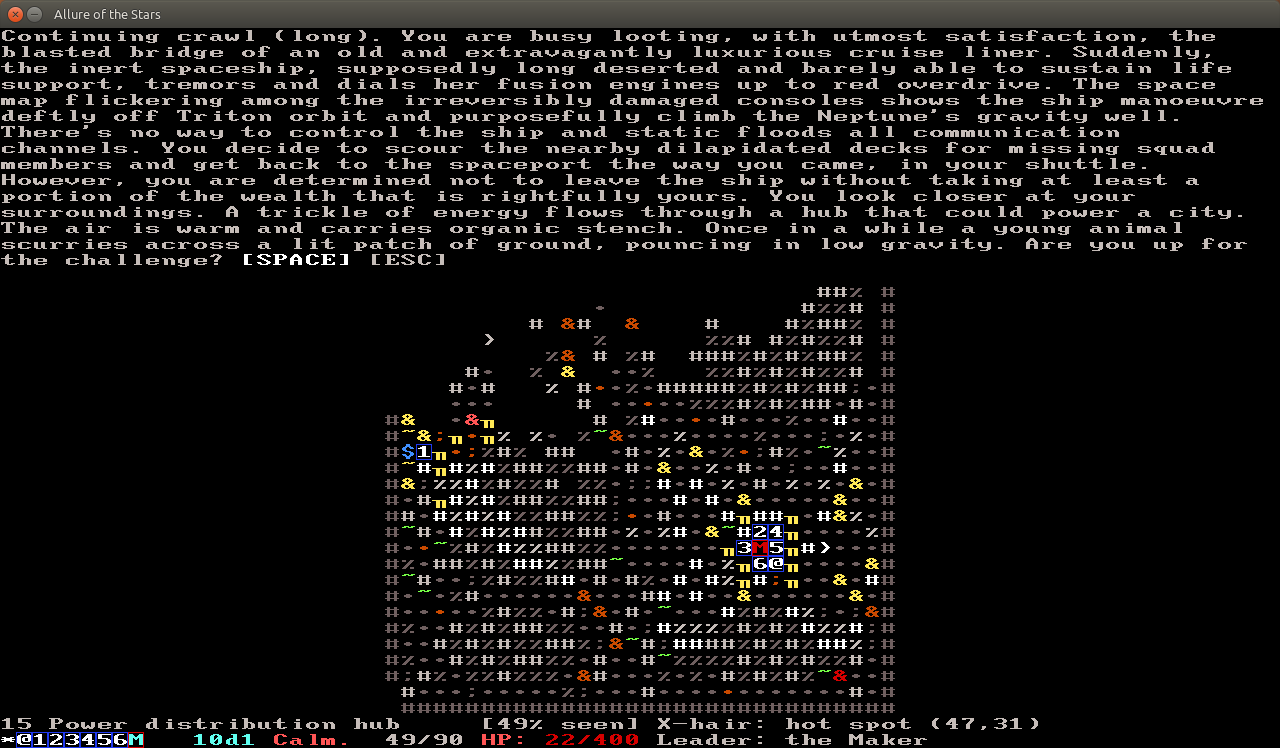 Allure of the Stars
Continuing crawl (long). You are busy looting, with utmost satisfaction, the
blasted bridge of an old and extravagantly luxurious cruise liner. Suddenly,
the inert spaceship, supposedly long deserted and barely able to sustain life
support, tremors and dials her fusion engines up to red overdrive. The space
map flickering among the irreversibly damaged consoles shows the ship manoeuvre
deftly off Triton orbit and purposefully climb the Neptune's gravity well.
There's no way to control the ship and static floods all communication
channels. You decide to scour the nearby dilapidated decks for missing squad
members and get back to the spaceport the way you came, in your shuttle.
However, you are determined not to leave the ship without taking at least a
portion of the wealth that is rightfully yours. You look closer at your
surroundings. A trickle of energy flows through a hub that could power a city.
The air is warm and carries organic stench. Once in a while a young animal
scurries across a lit patch of ground, pouncing in low gravity. Are you up for
the challenge? [SPACE] [ESC]
$1
24
3M5
6@
15 Power distribution hub [49% seen] X-hair: hot spot (47,31)
@123456M 10d1 Calm. 49/90 HP: 22/400 Leader: the Maker